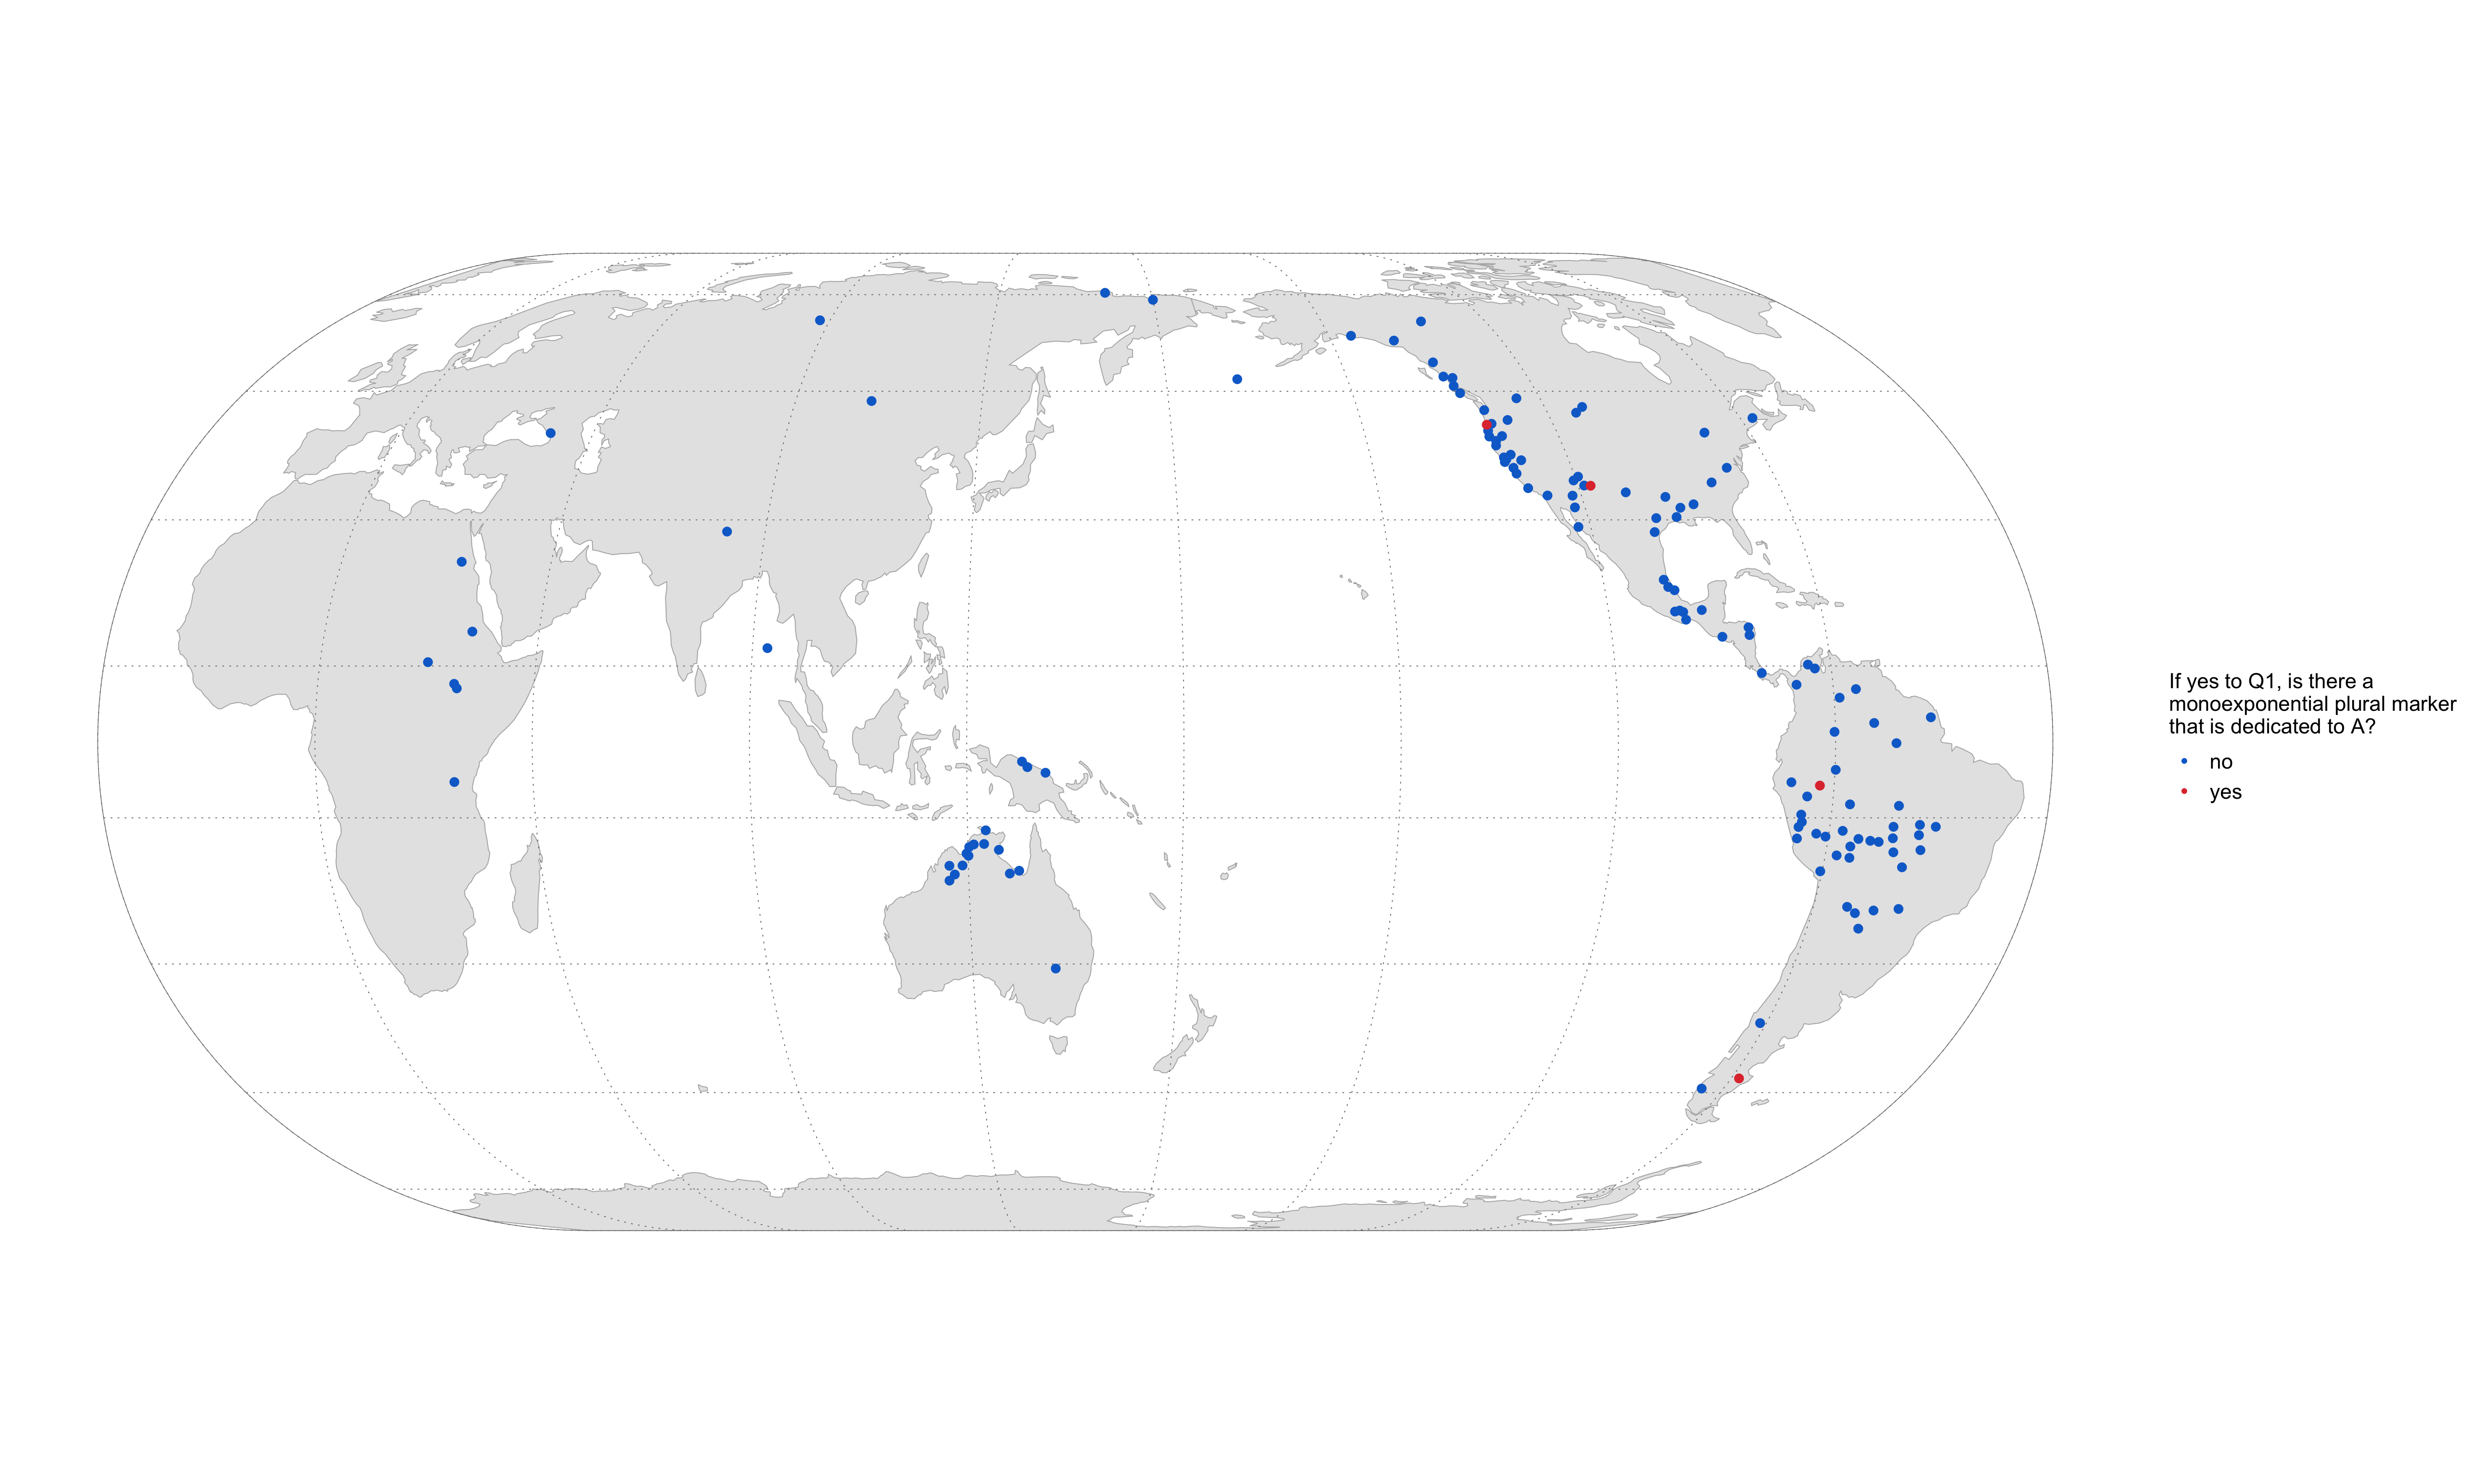 If yes to Q1, is there a
monoexponential plural marker
that is dedicated to A?
no
yes